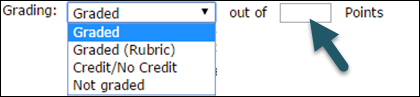 Grading: Graded out of Points
Graded
Graded (Rubric)
Credit/No Credit
Not graded